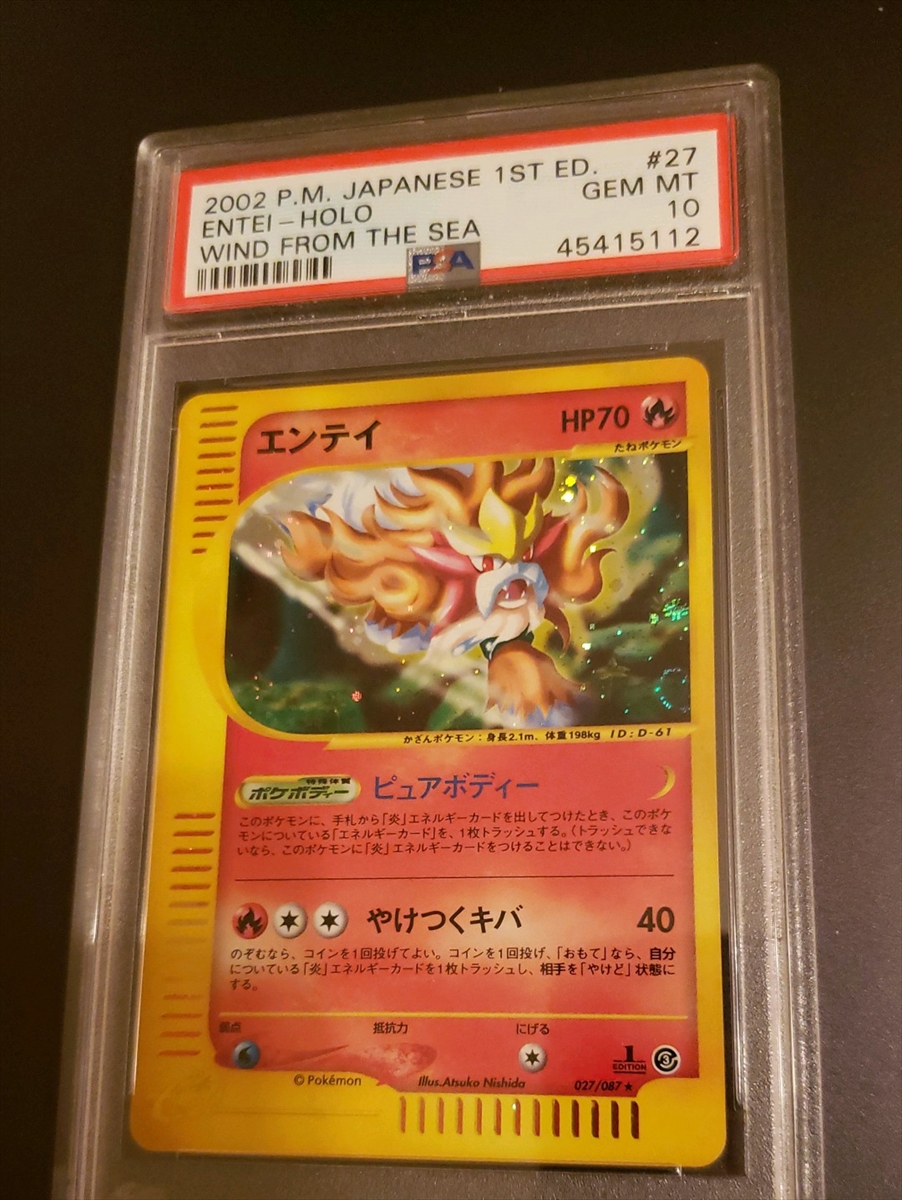 2002 P.M. JAPANESE 1ST ED. #27
ENTEI-HOLO GEM MT
WIND FROM THE SEA 10
PSA 45415112
エンテイ HP70
たねポケモン
かざんポケモン:身長2.1m、体重198kg ID:D-61
特殊体質
ポケボディー ピュアボディー
このポケモンに、手札から「炎」エネルギーカードを出してつけたとき、このポケ
モンについている「エネルギーカード」を、1枚トラッシュする。(トラッシュできな
いなら、このポケモンに「炎」エネルギーカードをつけることはできない。)
やけつくキバ 40
のぞむなら、コインを1回投げてよい。コインを1回投げ、「おもて」なら、自分
についている「炎」エネルギーカードを1枚トラッシュし、相手を「やけど」状態に
する。
弱点 抵抗力 にげる
1 EDITION 3
© Pokémon Illus.Atsuko Nishida 027/087 ★